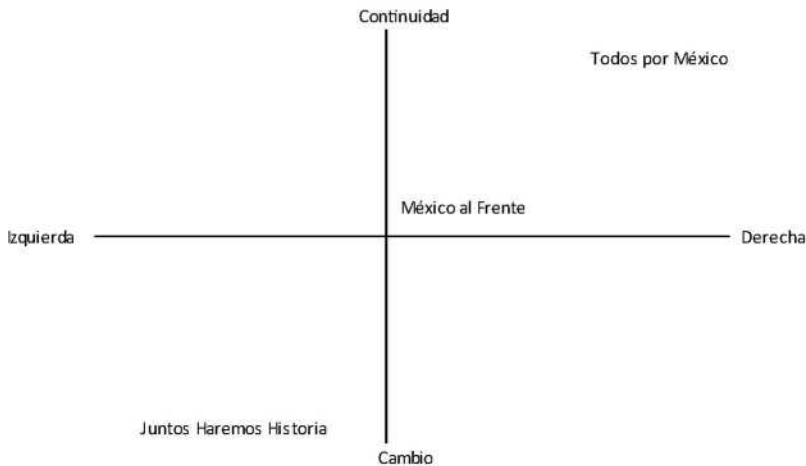 Continuidad
Todos por México
México al Frente
Izquierda
Derecha
Juntos Haremos Historia
Cambio